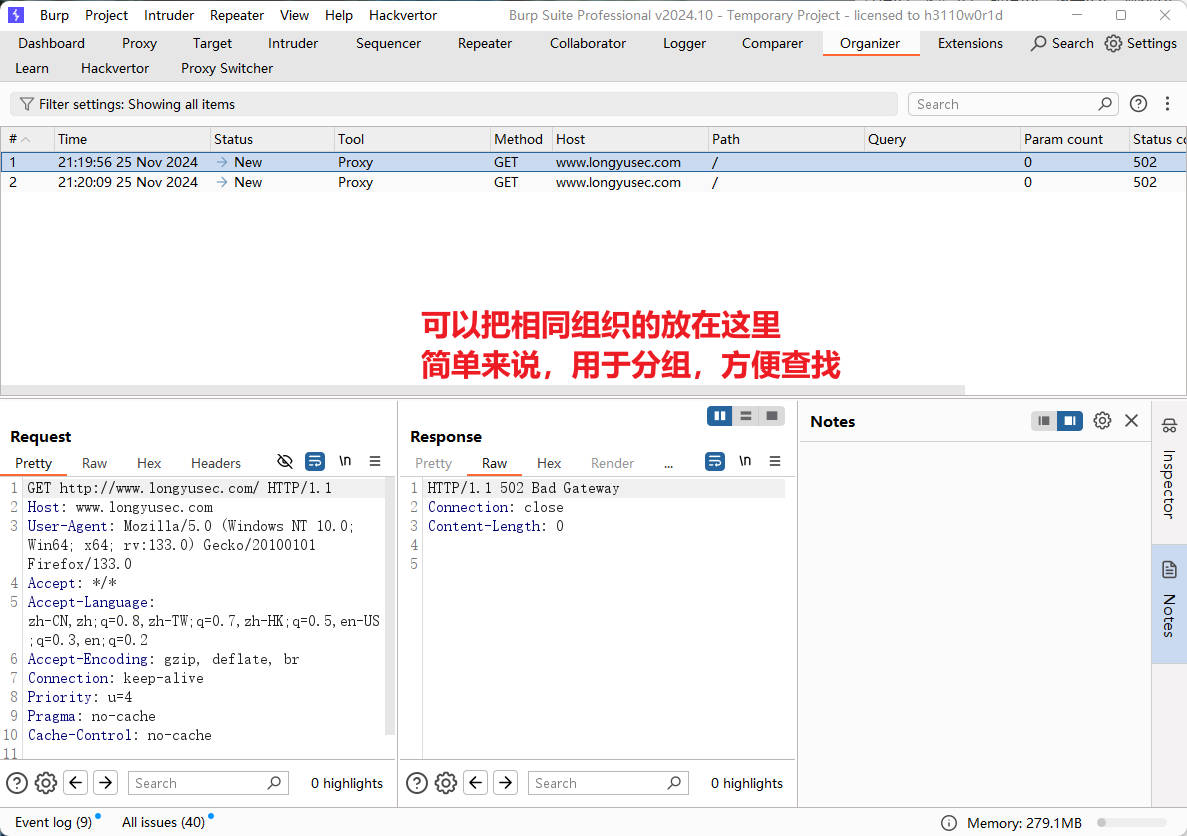 Burp Project Intruder Repeater View Help Hackvertor Burp Suite Professional v2024.10 - Temporary Project - licensed to h3110w0r1d
Dashboard Proxy Target Intruder Sequencer Repeater Collaborator Logger Comparer Organizer Extensions Search Settings
Learn Hackvertor Proxy Switcher
Filter settings: Showing all items Search
# Time Status Tool Method Host Path Query Param count Status co
1 21:19:56 25 Nov 2024 New Proxy GET www.longyusec.com / 0 502
2 21:20:09 25 Nov 2024 New Proxy GET www.longyusec.com / 0 502
可以把相同组织的放在这里
简单来说，用于分组，方便查找
Request
Pretty Raw Hex Headers \n
1 GET http://www.longyusec.com/ HTTP/1.1
2 Host: www.longyusec.com
3 User-Agent: Mozilla/5.0 (Windows NT 10.0;
Win64; x64; rv:133.0) Gecko/20100101
Firefox/133.0
4 Accept: */*
5 Accept-Language:
zh-CN,zh;q=0.8,zh-TW;q=0.7,zh-HK;q=0.5,en-US
;q=0.3,en;q=0.2
6 Accept-Encoding: gzip, deflate, br
7 Connection: keep-alive
8 Priority: u=4
9 Pragma: no-cache
10 Cache-Control: no-cache
11
Search 0 highlights
Response
Pretty Raw Hex Render ... \n
1 HTTP/1.1 502 Bad Gateway
2 Connection: close
3 Content-Length: 0
4
5
Search 0 highlights
Notes
Inspector
Notes
Event log (9) All issues (40) Memory: 279.1MB